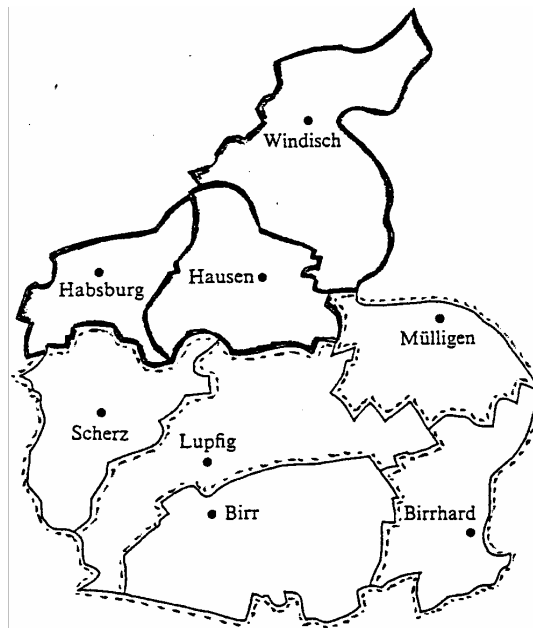 Windisch
Habsburg
Hausen
Mülligen
Scherz
Lupfig
Birr
Birrhard